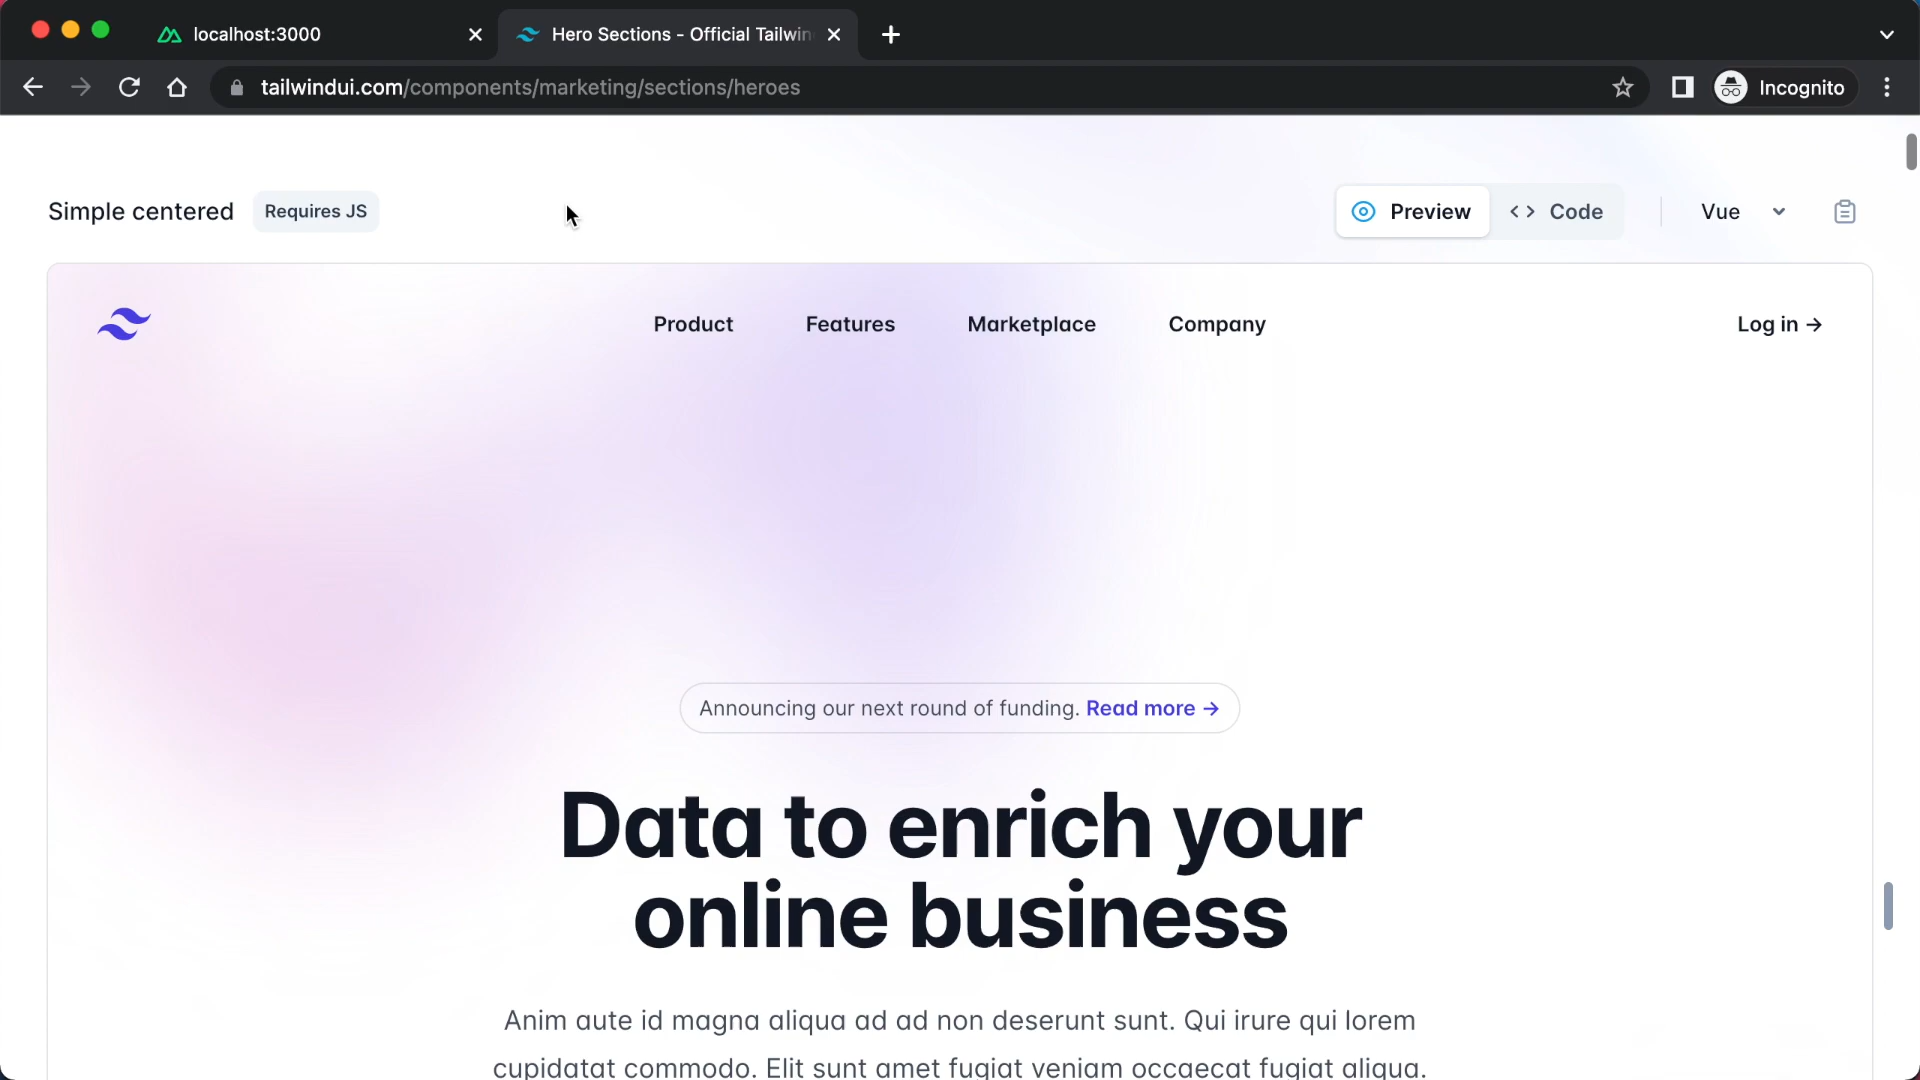 localhost:3000
Hero Sections - Official Tailwin
tailwindui.com/components/marketing/sections/heroes
Incognito
Simple centered
Requires JS
Preview
Code
Vue
Product
Features
Marketplace
Company
Log in →
Announcing our next round of funding. Read more →
Data to enrich your
online business
Anim aute id magna aliqua ad ad non deserunt sunt. Qui irure qui lorem
cupidatat commodo. Elit sunt amet fugiat veniam occaecat fugiat aliqua.